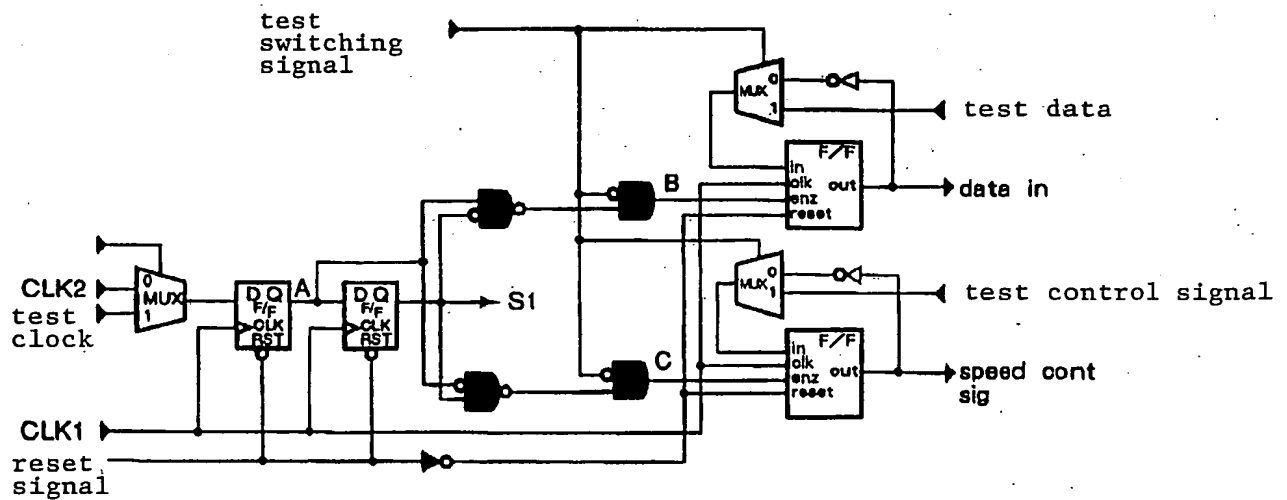 test
switching
signal
MUX
0
1
test data
F/F
in
clk
enz
reset
out
data in
B
CLK2
test
clock
0
MUX
1
D Q
F/F
CLK
RST
A
D Q
F/F
CLK
RST
S1
MUX
0
1
test control signal
C
F/F
in
clk
enz
reset
out
speed cont
sig
CLK1
reset
signal